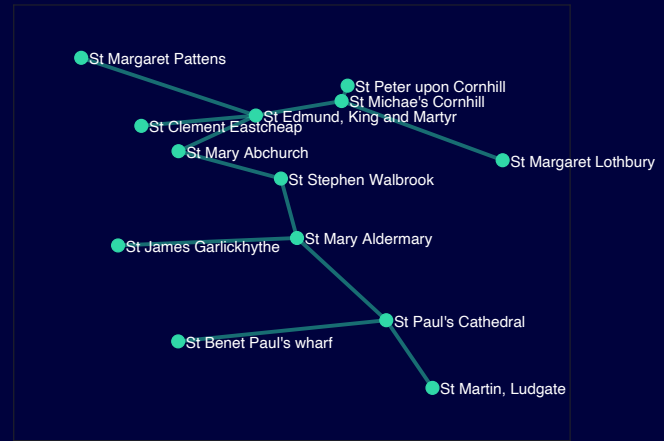 St Margaret Pattens
St Peter upon Cornhill
St Michae's Cornhill
St Edmund, King and Martyr
St Clement Eastcheap
St Mary Abchurch
St Margaret Lothbury
St Stephen Walbrook
St Mary Aldermary
St James Garlickhythe
St Paul's Cathedral
St Benet Paul's wharf
St Martin, Ludgate